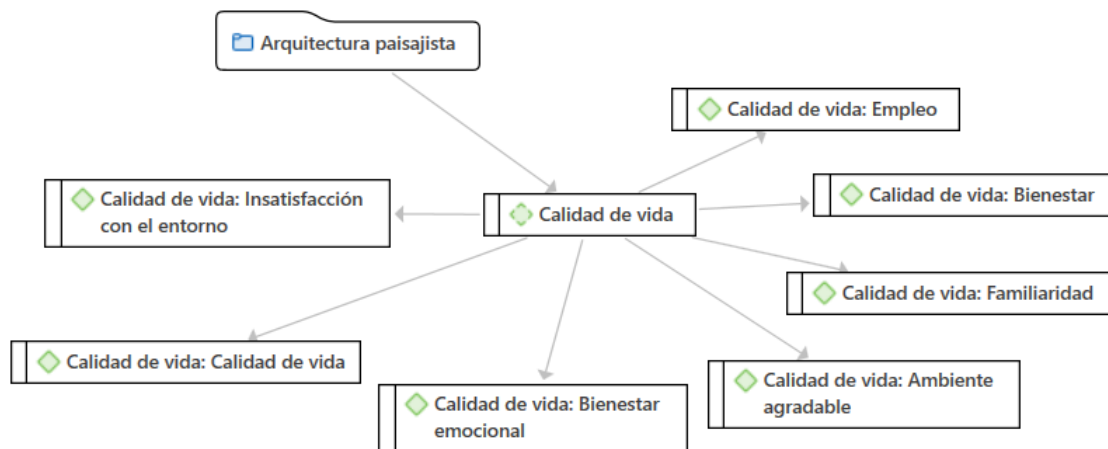 Arquitectura paisajista
Calidad de vida: Empleo
Calidad de vida: Insatisfacción
con el entorno
Calidad de vida
Calidad de vida: Bienestar
Calidad de vida: Familiaridad
Calidad de vida: Calidad de vida
Calidad de vida: Bienestar
emocional
Calidad de vida: Ambiente
agradable